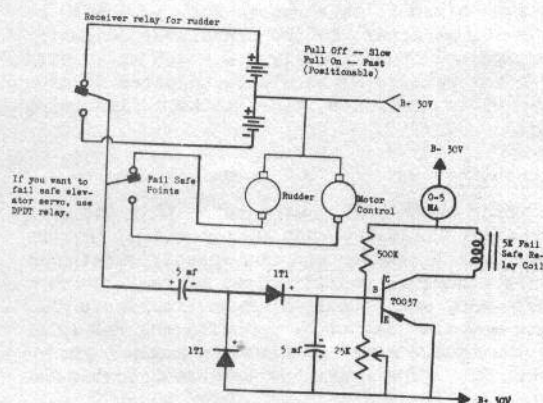 Receiver relay for rudder
Full Off -- Slow
Full On -- Fast
(Positionable)
B- 30V
If you want to
fail safe elev-
ator servo, use
DPDT relay.
Fail Safe
Points
Rudder
Motor
Control
B- 30V
0-5
MA
500K
5K Fail
Safe Re-
lay Coil
5 mf
1T1
B
C
TO037
E
1T1
5 mf
25K
B+ 30V